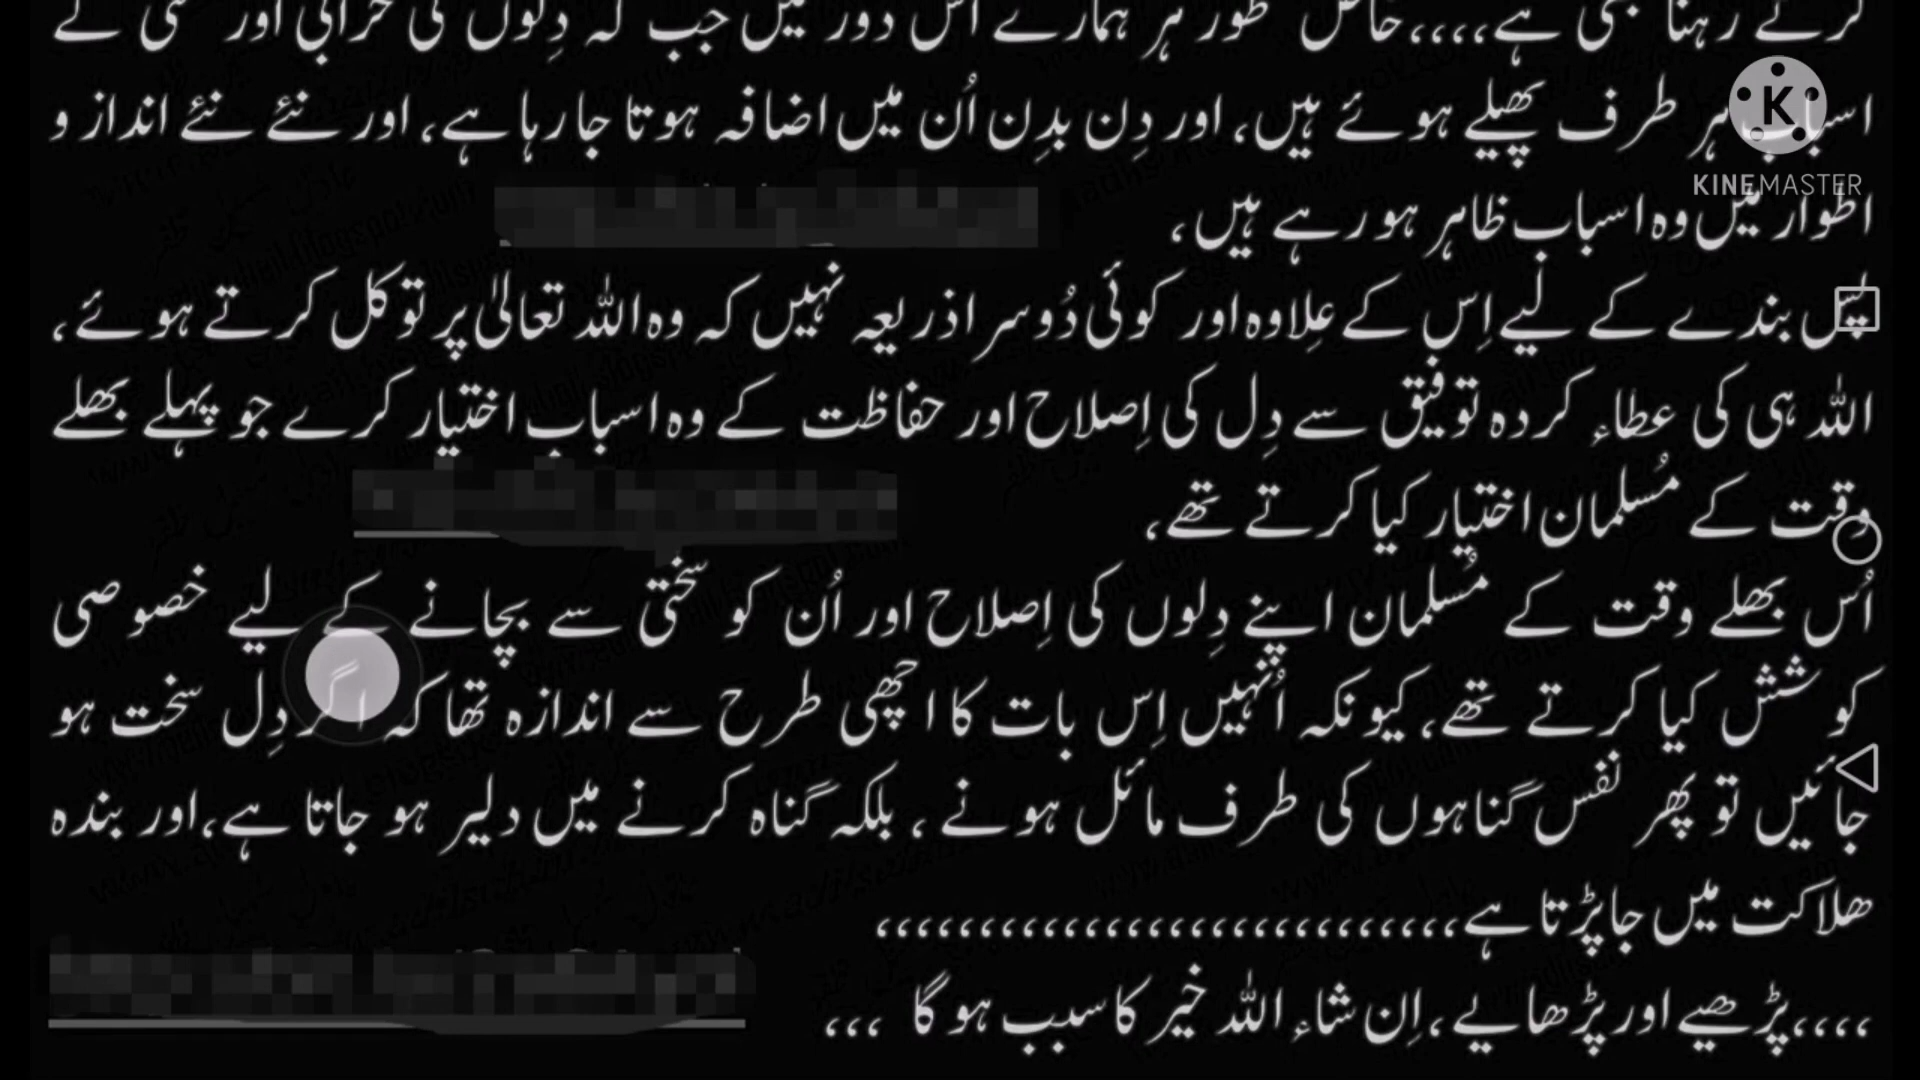 کرتے رہنا بھی ہے،،،،خاص طور ہر ہمارے اس دور میں جب کہ دِلوں کی خرابی اور سختی کے
اسباب ہر طرف پھیلے ہوئے ہیں، اور دِن بدِن اُن میں اضافہ ہوتا جا رہا ہے، اور نئے نئے انداز و
اطوار میں وہ اسباب ظاہر ہو رہے ہیں،
پس بندے کے لیے اِس کے عِلاوہ اور کوئی دُوسرا ذریعہ نہیں کہ وہ اللہ تعالیٰ پر توکل کرتے ہوئے،
اللہ ہی کی عطاء کردہ توفیق سے دِل کی اِصلاح اور حفاظت کے وہ اسباب اختیار کرے جو پہلے بھلے
وقت کے مُسلمان اختیار کیا کرتے تھے،
اُس بھلے وقت کے مُسلمان اپنے دِلوں کی اِصلاح اور اُن کو سختی سے بچانے کے لیے خصوصی
کوشش کیا کرتے تھے، کیونکہ اُنہیں اِس بات کا اچھی طرح سے اندازہ تھا کہ اگر دِل سخت ہو
جائیں تو پھر نفس گناہوں کی طرف مائل ہونے ، بلکہ گناہ کرنے میں دلیر ہو جاتا ہے،اور بندہ
ھلاکت میں جا پڑتا ہے،،،،،،،،،،،،،،،،،،،،،،،،،،،،
،،،،پڑھیے اور پڑھایے ،اِن شاء اللہ خیر کا سبب ہو گا ،،،
K
KINEMASTER